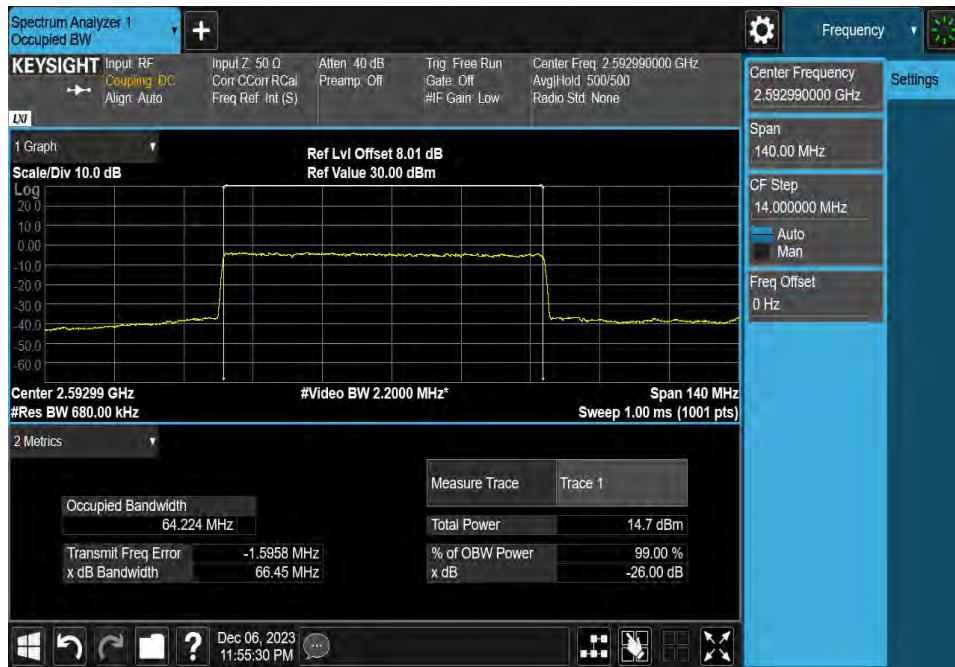 Spectrum Analyzer 1
Occupied BW
+
Frequency
KEYSIGHT
Input: RF
Coupling: DC
Align: Auto
Input Z: 50 Ω
Corr CCorr RCal
Freq Ref: Int (S)
Atten: 40 dB
Preamp: Off
Trig: Free Run
Gate: Off
#IF Gain: Low
Center Freq: 2.592990000 GHz
Avg|Hold: 500/500
Radio Std: None
LXI
Center Frequency
2.592990000 GHz
Settings
Span
140.00 MHz
CF Step
14.000000 MHz
Auto
Man
Freq Offset
0 Hz
1 Graph
Scale/Div 10.0 dB
Ref Lvl Offset 8.01 dB
Ref Value 30.00 dBm
Log
20.0
10.0
0.00
-10.0
-20.0
-30.0
-40.0
-50.0
-60.0
Center 2.59299 GHz
#Video BW 2.2000 MHz*
Span 140 MHz
#Res BW 680.00 kHz
Sweep 1.00 ms (1001 pts)
2 Metrics
Measure Trace
Trace 1
Occupied Bandwidth
64.224 MHz
Total Power
14.7 dBm
Transmit Freq Error
-1.5958 MHz
% of OBW Power
99.00 %
x dB Bandwidth
66.45 MHz
x dB
-26.00 dB
?
Dec 06, 2023
11:55:30 PM